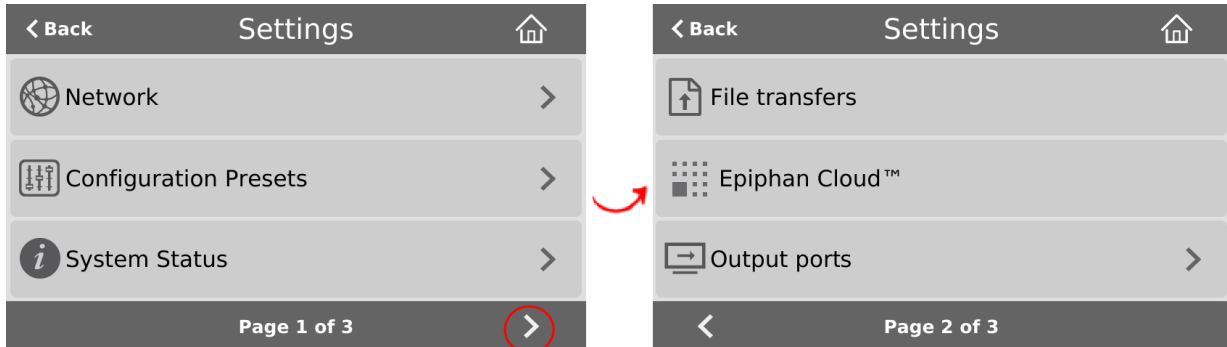 Back Settings
Network
Configuration Presets
i System Status
Page 1 of 3
Back Settings
File transfers
Epiphan Cloud™
Output ports
Page 2 of 3